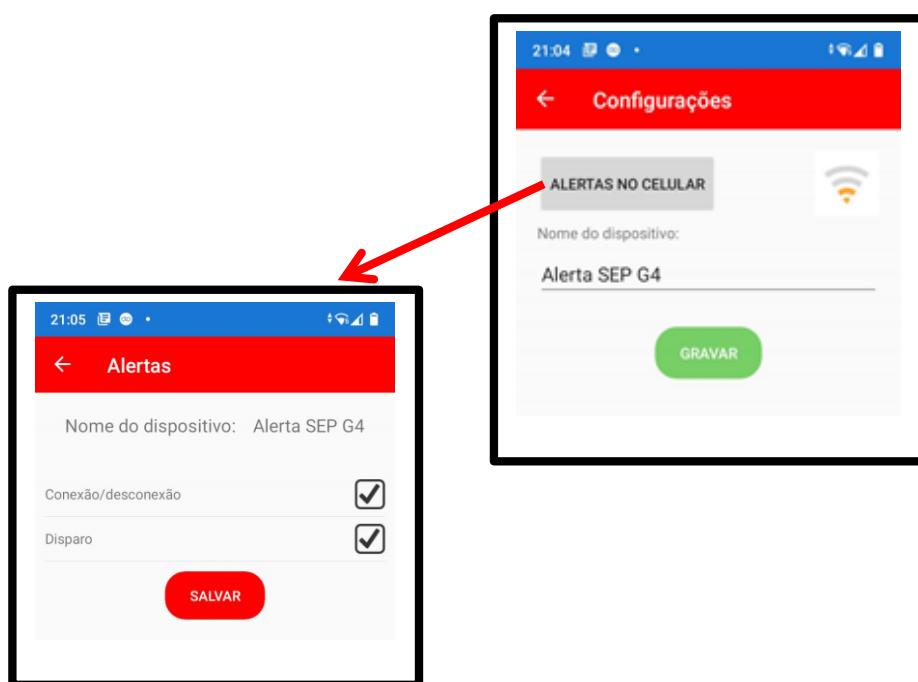 21:04
Configurações
ALERTAS NO CELULAR
Nome do dispositivo:
Alerta SEP G4
GRAVAR
21:05
Alertas
Nome do dispositivo: Alerta SEP G4
Conexão/desconexão
Disparo
SALVAR